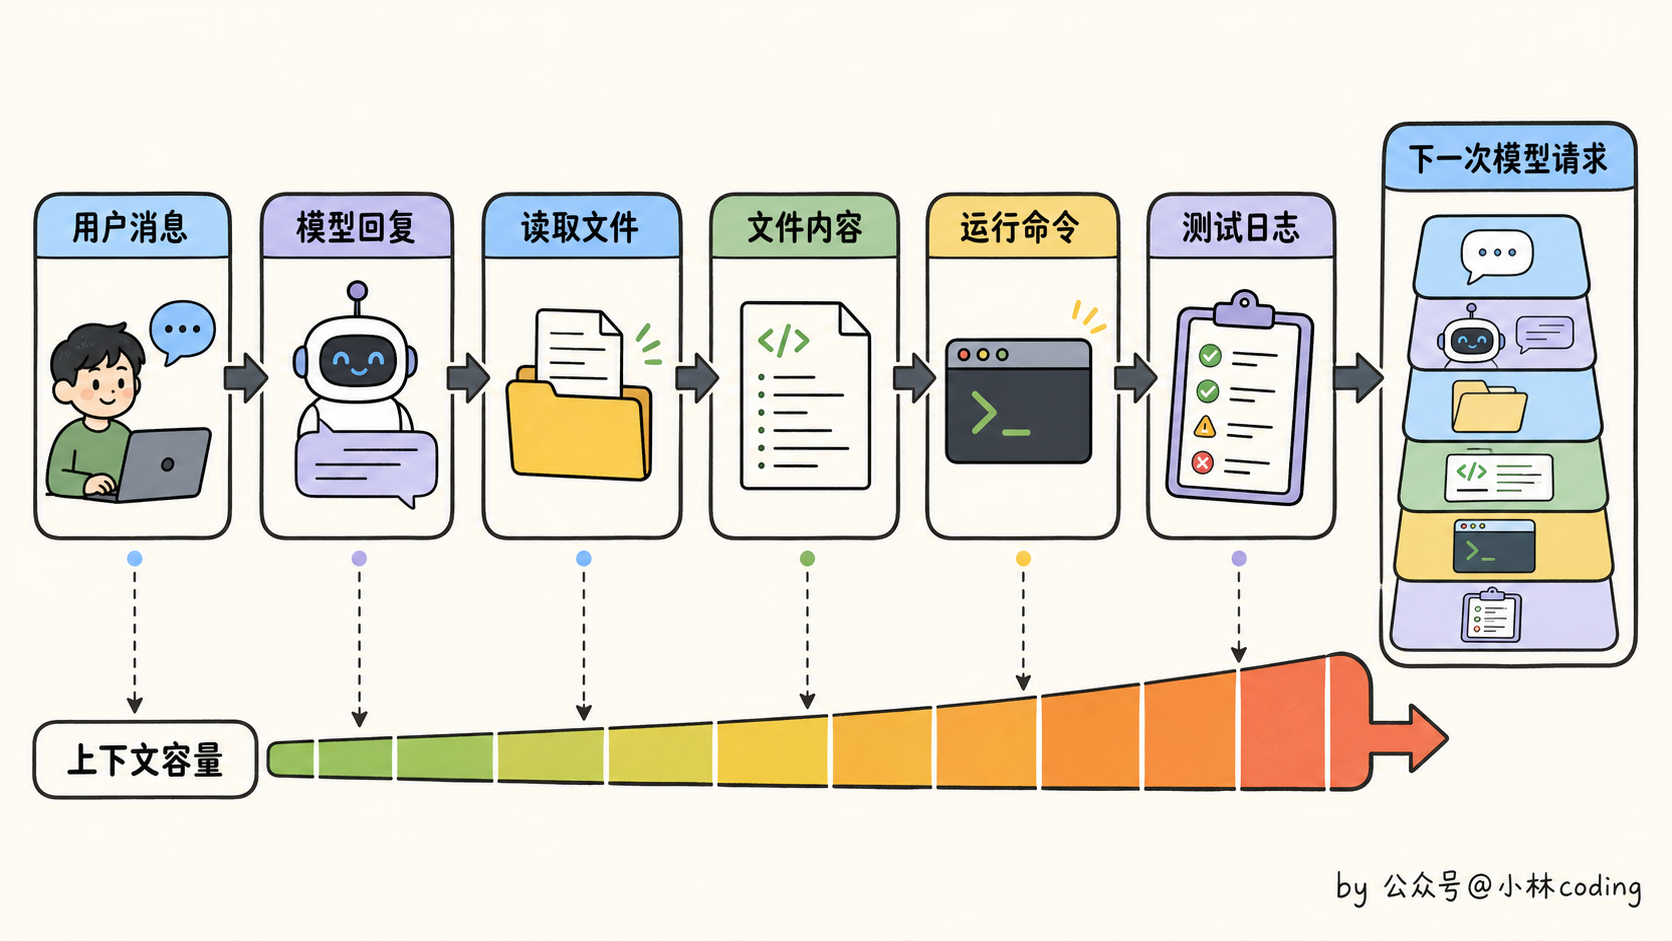 用户消息
模型回复
读取文件
文件内容
</>
运行命令
>_
测试日志
下一次模型请求
</>
>_
上下文容量
by 公众号@小林coding